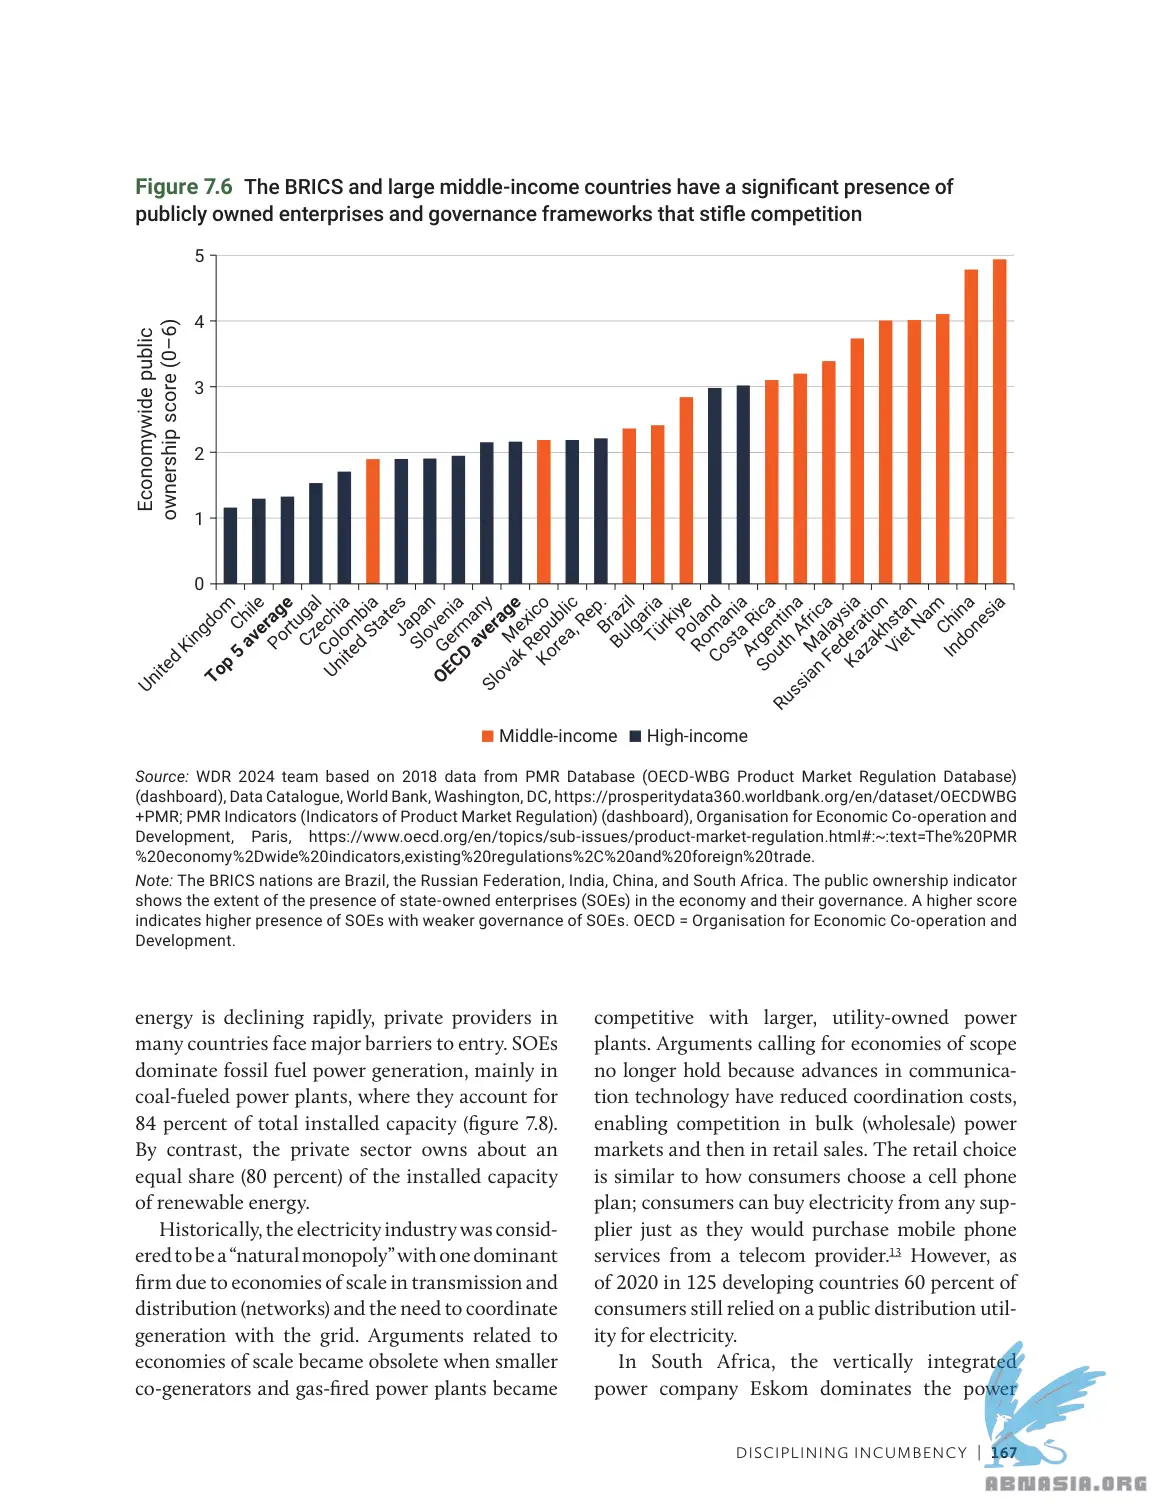 Figure 7.6 The BRICS and large middle-income countries have a significant presence of
publicly owned enterprises and governance frameworks that stifle competition
Economywide public
ownership score (0–6)
5
4
3
2
1
0
United Kingdom
Chile
Top 5 average
Portugal
Czechia
Colombia
United States
Japan
Slovenia
Germany
OECD average
Mexico
Slovak Republic
Korea, Rep.
Brazil
Bulgaria
Türkiye
Poland
Romania
Costa Rica
Argentina
South Africa
Malaysia
Russian Federation
Kazakhstan
Viet Nam
China
Indonesia
Middle-income High-income
Source: WDR 2024 team based on 2018 data from PMR Database (OECD-WBG Product Market Regulation Database)
(dashboard), Data Catalogue, World Bank, Washington, DC, https://prosperitydata360.worldbank.org/en/dataset/OECDWBG
+PMR; PMR Indicators (Indicators of Product Market Regulation) (dashboard), Organisation for Economic Co-operation and
Development, Paris, https://www.oecd.org/en/topics/sub-issues/product-market-regulation.html#:~:text=The%20PMR
%20economy%2Dwide%20indicators,existing%20regulations%2C%20and%20foreign%20trade.
Note: The BRICS nations are Brazil, the Russian Federation, India, China, and South Africa. The public ownership indicator
shows the extent of the presence of state-owned enterprises (SOEs) in the economy and their governance. A higher score
indicates higher presence of SOEs with weaker governance of SOEs. OECD = Organisation for Economic Co-operation and
Development.
energy is declining rapidly, private providers in
many countries face major barriers to entry. SOEs
dominate fossil fuel power generation, mainly in
coal-fueled power plants, where they account for
84 percent of total installed capacity (figure 7.8).
By contrast, the private sector owns about an
equal share (80 percent) of the installed capacity
of renewable energy.
Historically, the electricity industry was consid-
ered to be a “natural monopoly” with one dominant
firm due to economies of scale in transmission and
distribution (networks) and the need to coordinate
generation with the grid. Arguments related to
economies of scale became obsolete when smaller
co-generators and gas-fired power plants became
competitive with larger, utility-owned power
plants. Arguments calling for economies of scope
no longer hold because advances in communica-
tion technology have reduced coordination costs,
enabling competition in bulk (wholesale) power
markets and then in retail sales. The retail choice
is similar to how consumers choose a cell phone
plan; consumers can buy electricity from any sup-
plier just as they would purchase mobile phone
services from a telecom provider.13 However, as
of 2020 in 125 developing countries 60 percent of
consumers still relied on a public distribution util-
ity for electricity.
In South Africa, the vertically integrated
power company Eskom dominates the power
DISCIPLINING INCUMBENCY | 167
ABNASIA.ORG